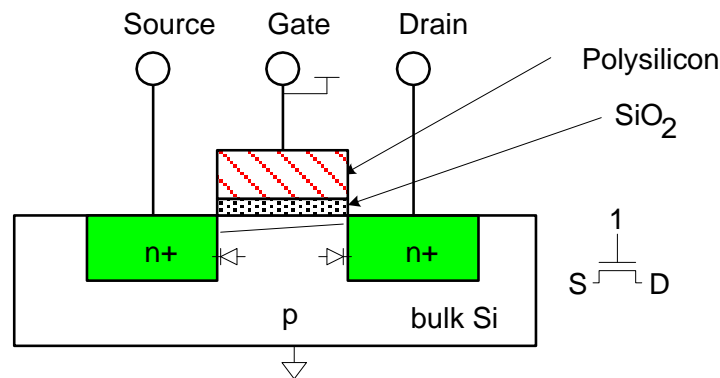 Source Gate Drain
Polysilicon
SiO2
n+ n+
1
S D
p bulk Si